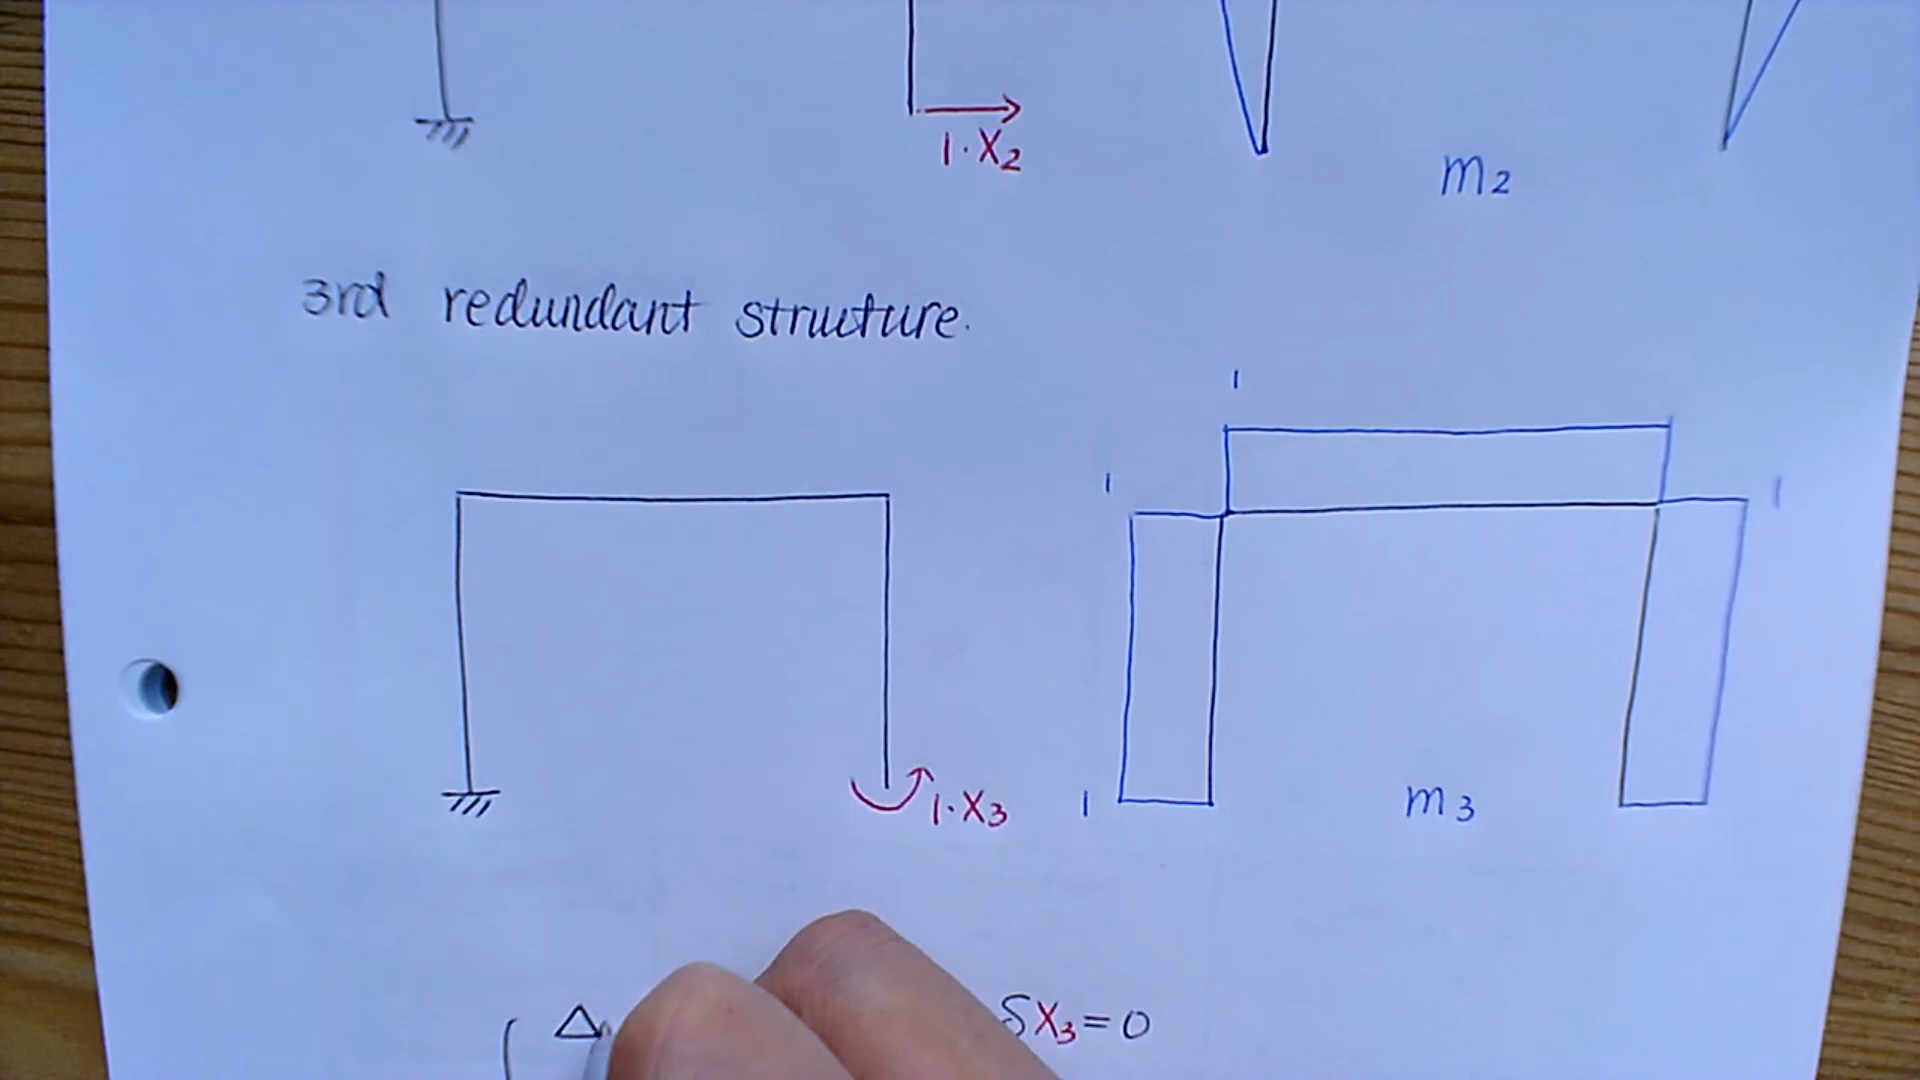 1·X₂
m₂
3rd redundant structure.
1
1
1
1·X₃
1
m₃
Δ
δX₃=0